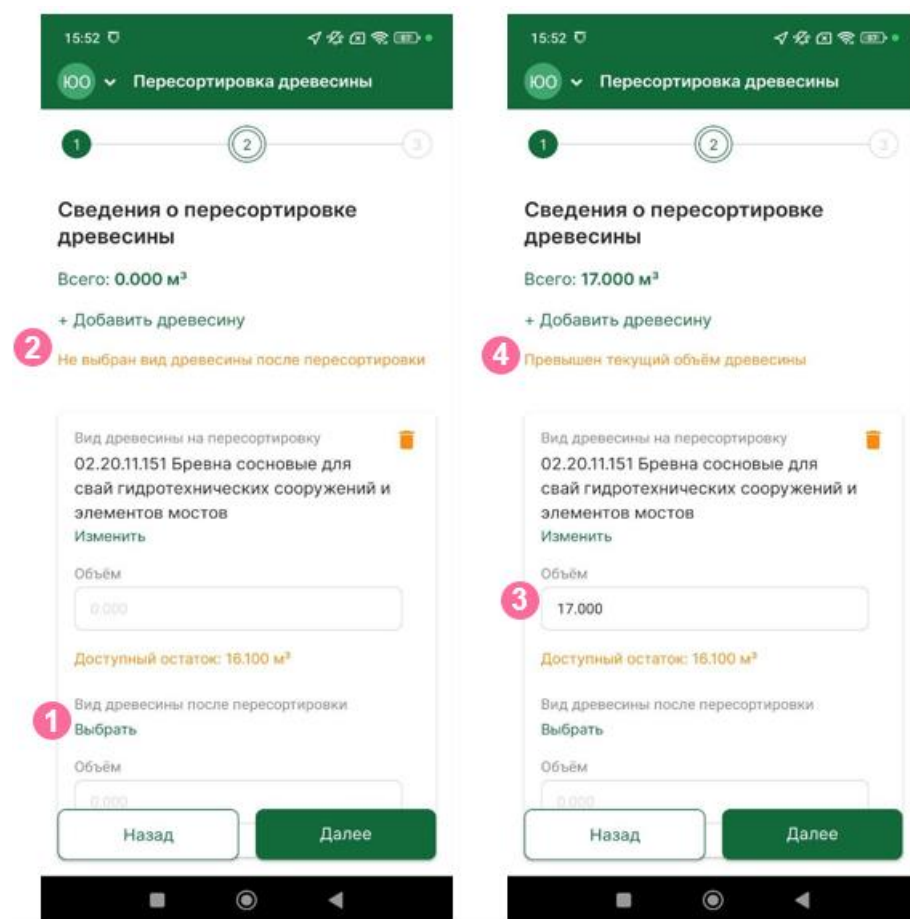 15:52
ЮО Пересортировка древесины
1 2 3
Сведения о пересортировке
древесины
Всего: 0.000 м³
+ Добавить древесину
2
Не выбран вид древесины после пересортировки
Вид древесины на пересортировку
02.20.11.151 Бревна сосновые для
свай гидротехнических сооружений и
элементов мостов
Изменить
Объём
0.000
Доступный остаток: 16.100 м³
Вид древесины после пересортировки
1
Выбрать
Объём
0.000
Назад Далее
15:52
ЮО Пересортировка древесины
1 2 3
Сведения о пересортировке
древесины
Всего: 17.000 м³
+ Добавить древесину
4
Превышен текущий объём древесины
Вид древесины на пересортировку
02.20.11.151 Бревна сосновые для
свай гидротехнических сооружений и
элементов мостов
Изменить
Объём
3
17.000
Доступный остаток: 16.100 м³
Вид древесины после пересортировки
Выбрать
Объём
0.000
Назад Далее